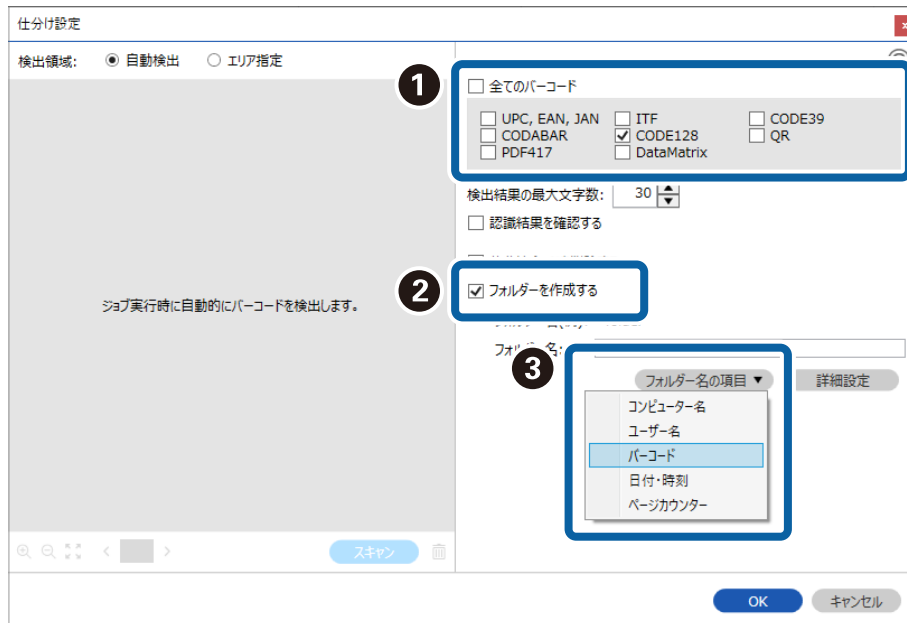 仕分け設定
検出領域: 自動検出 エリア指定
1
全てのバーコード
UPC, EAN, JAN ITF CODE39
CODABAR CODE128 QR
PDF417 DataMatrix
検出結果の最大文字数: 30
認識結果を確認する
2
フォルダーを作成する
ジョブ実行時に自動的にバーコードを検出します。
3
フォルダー名の項目 ▼ 詳細設定
コンピューター名
ユーザー名
バーコード
日付・時刻
ページカウンター
スキャン
OK キャンセル